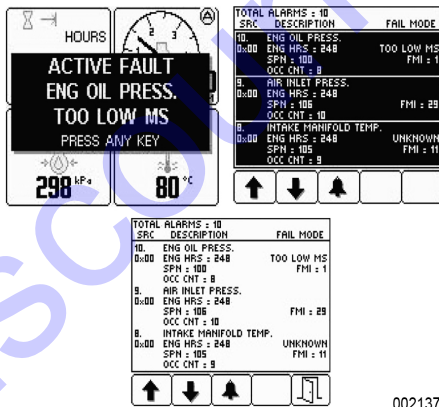 HOURS
2
3
ACTIVE FAULT
ENG OIL PRESS.
TOO LOW MS
PRESS ANY KEY
298 kPa
80 °C
TOTAL ALARMS : 10
SRC DESCRIPTION FAIL MODE
10. ENG OIL PRESS.
0x00 ENG HRS : 248 TOO LOW MS
SPN : 100 FMI : 1
OCC CNT : 8
9. AIR INLET PRESS.
0x00 ENG HRS : 248
SPN : 106 FMI : 29
OCC CNT : 10
8. INTAKE MANIFOLD TEMP.
0x00 ENG HRS : 248 UNKNOWN
SPN : 105 FMI : 11
OCC CNT : 9
TOTAL ALARMS : 10
SRC DESCRIPTION FAIL MODE
10. ENG OIL PRESS.
0x00 ENG HRS : 248 TOO LOW MS
SPN : 100 FMI : 1
OCC CNT : 8
9. AIR INLET PRESS.
0x00 ENG HRS : 248
SPN : 106 FMI : 29
OCC CNT : 10
8. INTAKE MANIFOLD TEMP.
0x00 ENG HRS : 248 UNKNOWN
SPN : 105 FMI : 11
OCC CNT : 9
002137